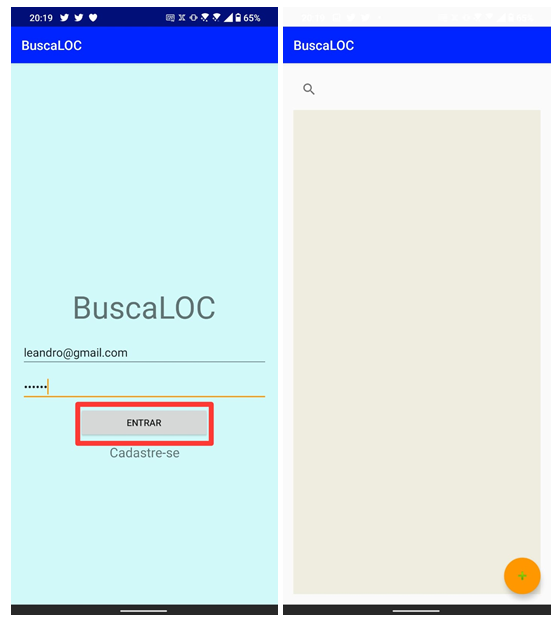 20:19 65%
BuscaLOC
BuscaLOC
leandro@gmail.com
••••••
ENTRAR
Cadastre-se
BuscaLOC